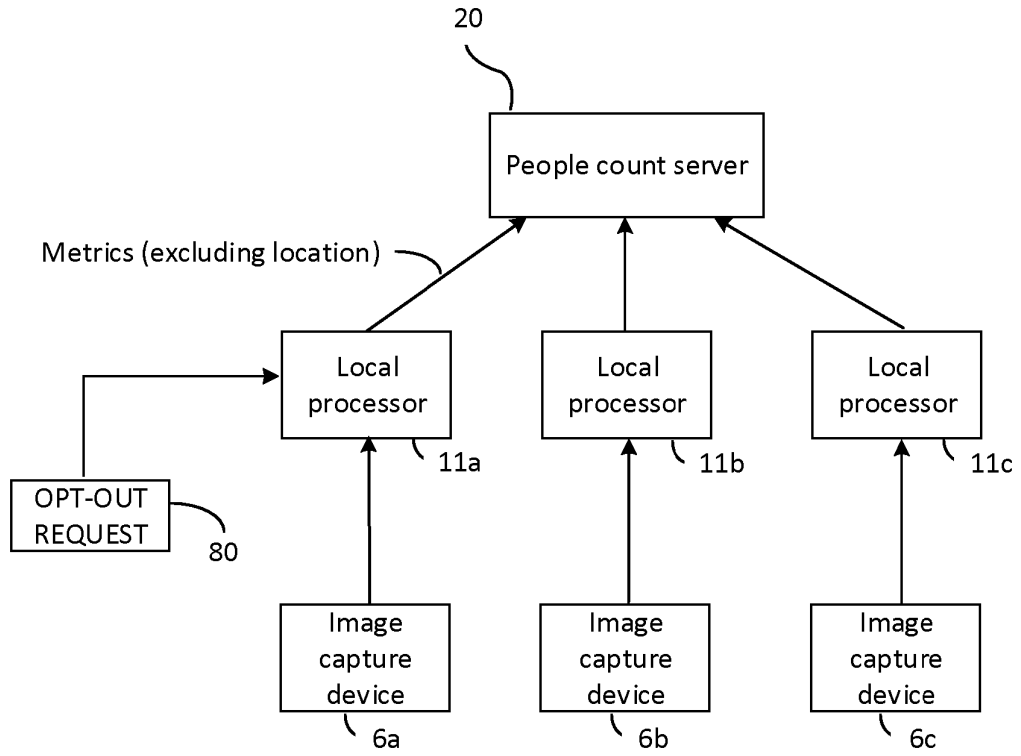 20
People count server
Metrics (excluding location)
Local
processor
Local
processor
Local
processor
11a
11b
11c
OPT-OUT
REQUEST
80
Image
capture
device
Image
capture
device
Image
capture
device
6a
6b
6c